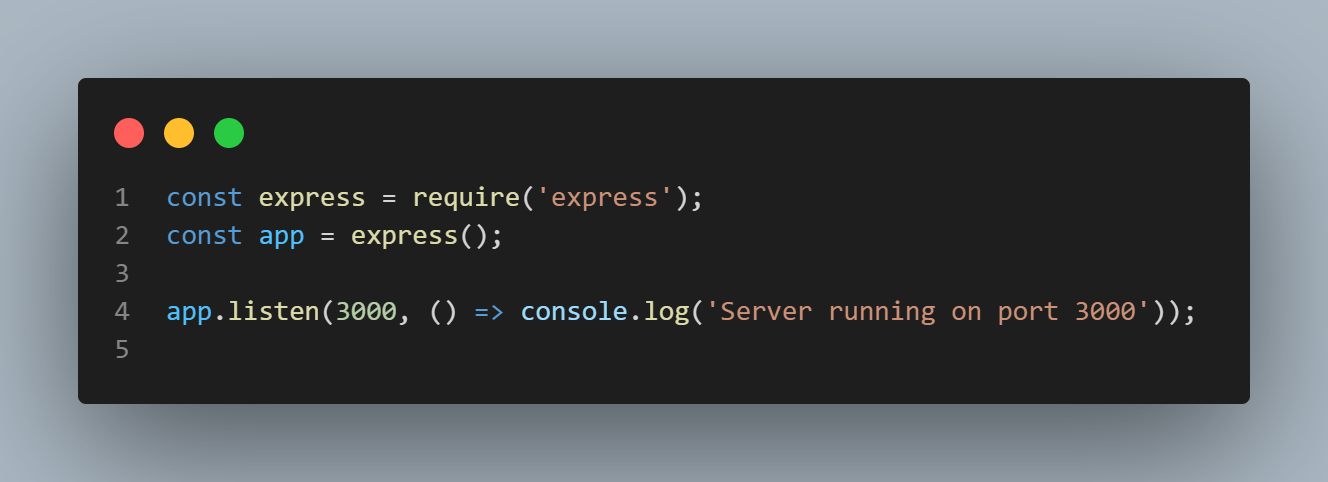 1 const express = require('express');
2 const app = express();
3
4 app.listen(3000, () => console.log('Server running on port 3000'));
5